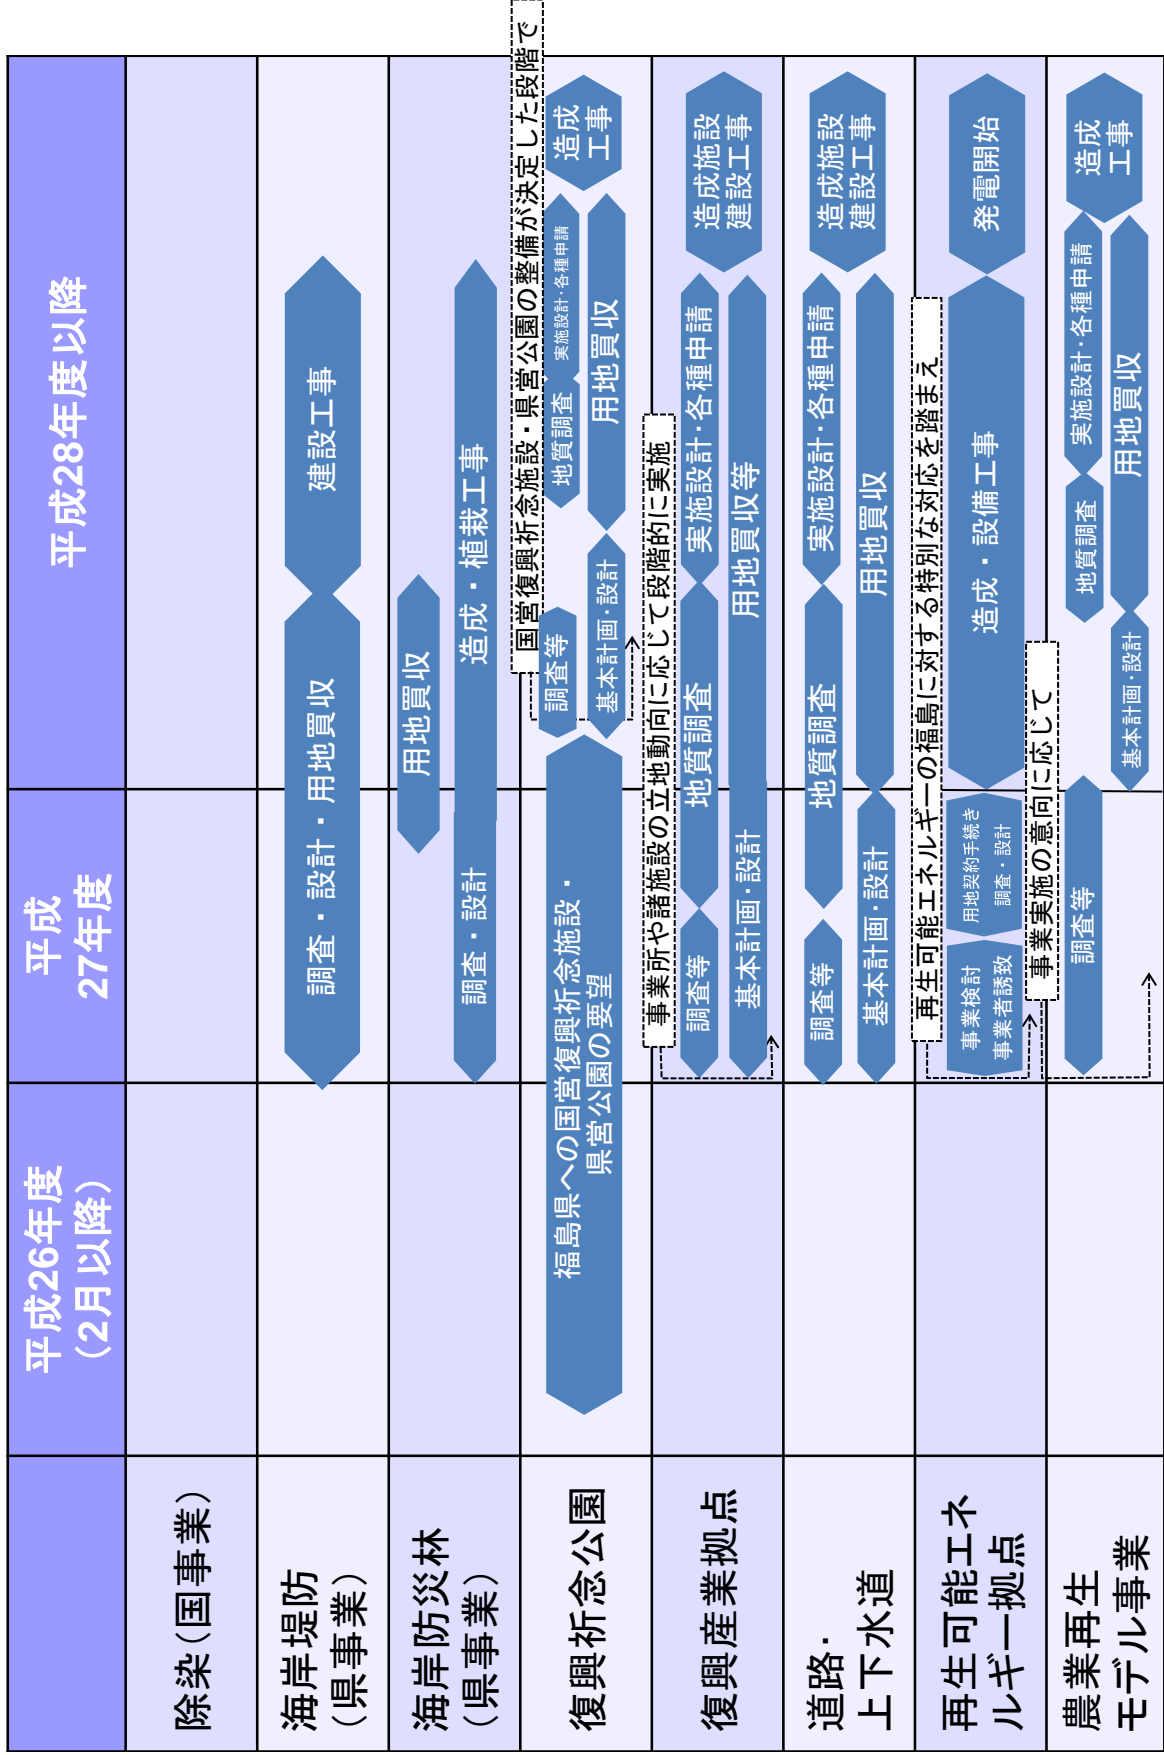 平成26年度
（2月以降）
平成
27年度
平成28年度以降
除染（国事業）
海岸堤防
（県事業）
調査・設計・用地買収
建設工事
海岸防災林
（県事業）
用地買収
調査・設計
造成・植栽工事
復興祈念公園
国営復興祈念施設・県営公園の整備が決定した段階で
福島県への国営復興祈念施設・
県営公園の要望
調査等
地質調査
実施設計・各種申請
基本計画・設計
用地買収
造成
工事
復興産業拠点
事業所や諸施設の立地動向に応じて段階的に実施
調査等
地質調査
実施設計・各種申請
基本計画・設計
用地買収等
造成施設
建設工事
道路・
上下水道
調査等
地質調査
実施設計・各種申請
基本計画・設計
用地買収
造成施設
建設工事
再生可能エネ
ルギー拠点
再生可能エネルギーの福島に対する特別な対応を踏まえ
事業検討
事業者誘致
用地契約手続き
調査・設計
造成・設備工事
発電開始
農業再生
モデル事業
事業実施の意向に応じて
調査等
地質調査
実施設計・各種申請
基本計画・設計
用地買収
造成
工事